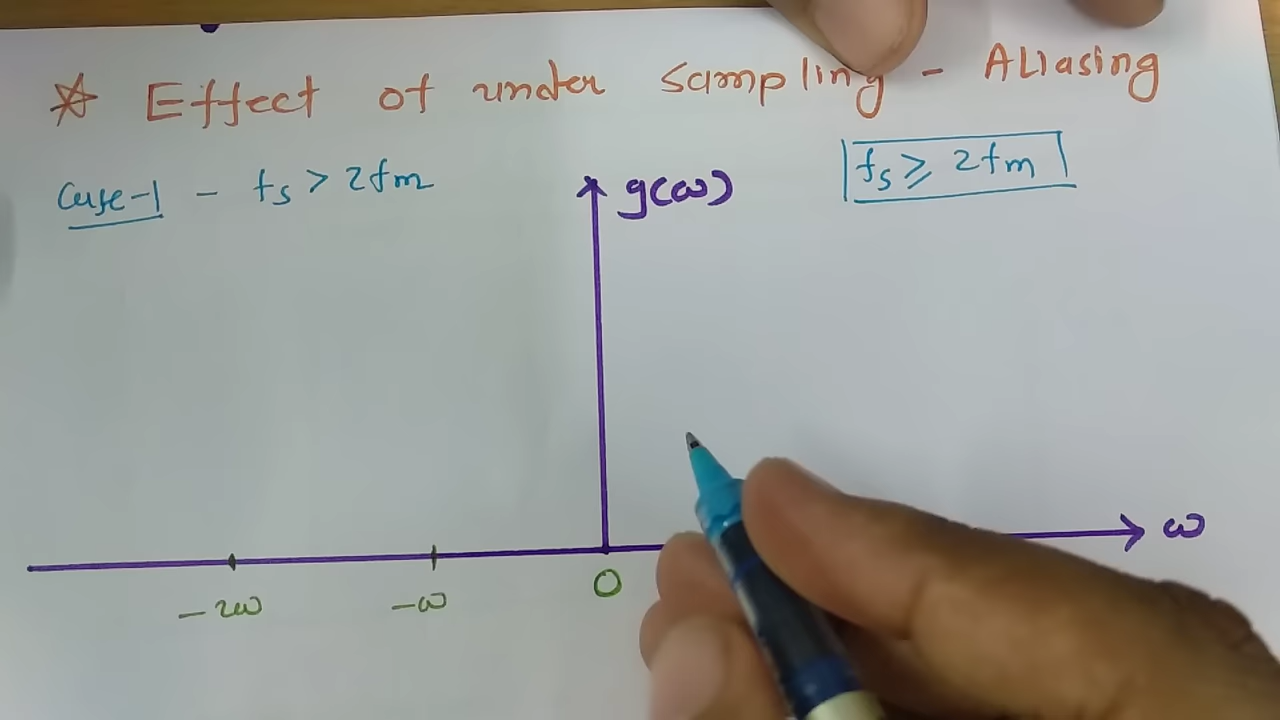 ☆ Effect of under sampling - Aliasing
Case-1 - fs > 2fm
g(ω)
fs ≥ 2fm
ω
-2ω -ω 0